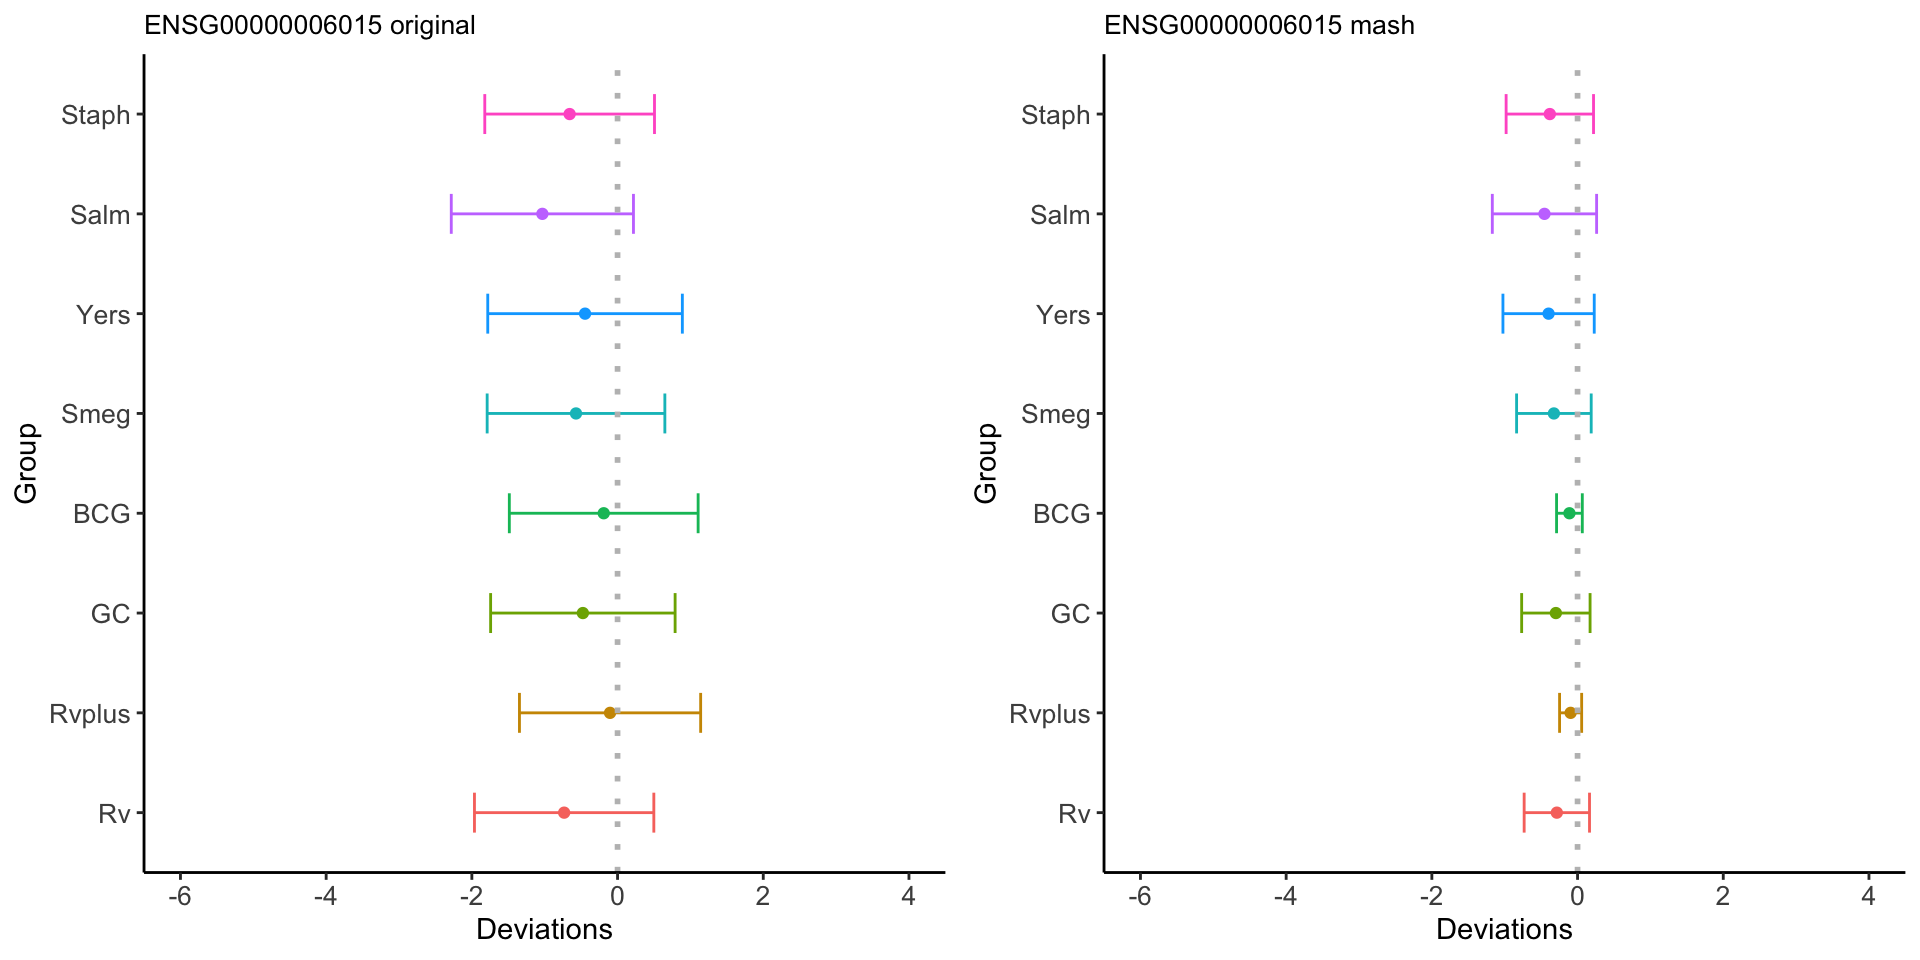 ENSG00000006015 original
Staph
Salm
Yers
Smeg
BCG
GC
Rvplus
Rv
Group
-6 -4 -2 0 2 4
Deviations
ENSG00000006015 mash
Staph
Salm
Yers
Smeg
BCG
GC
Rvplus
Rv
Group
-6 -4 -2 0 2 4
Deviations